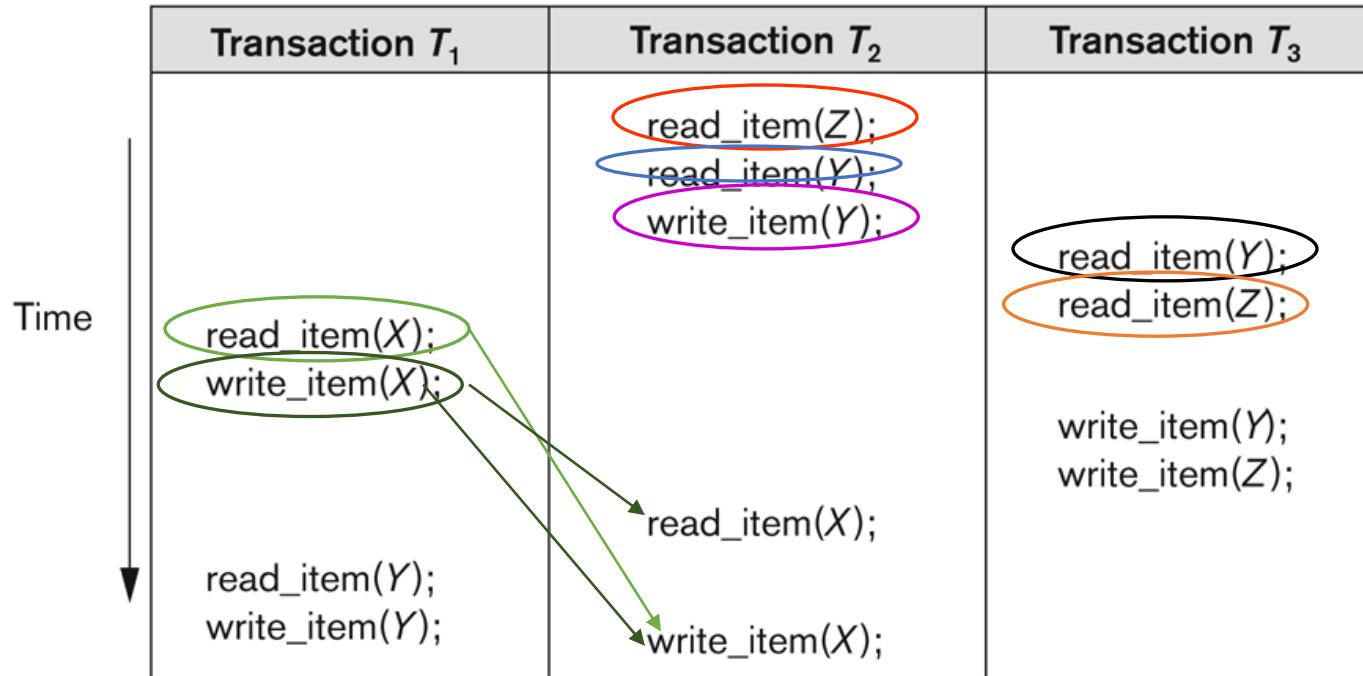 Transaction T1 Transaction T2 Transaction T3
Time
read_item(Z);
read_item(Y);
write_item(Y);
read_item(Y);
read_item(Z);
read_item(X);
write_item(X);
write_item(Y);
write_item(Z);
read_item(X);
read_item(Y);
write_item(Y);
write_item(X);